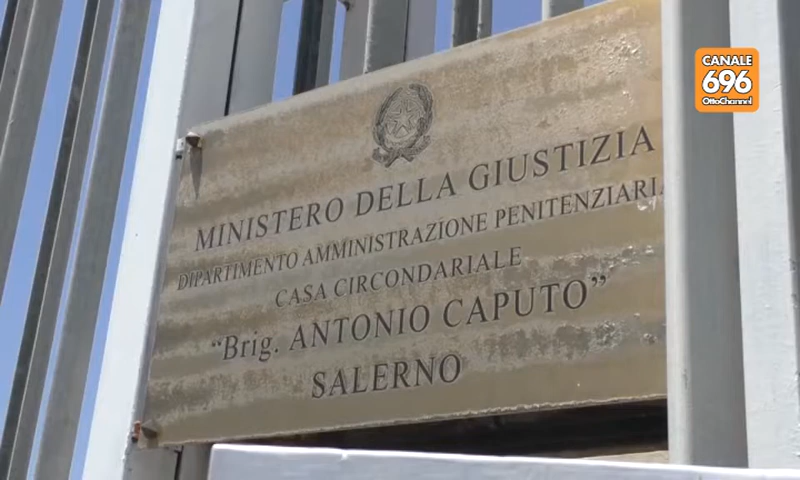 CANALE
696
OttoChannel
MINISTERO DELLA GIUSTIZIA
DIPARTIMENTO AMMINISTRAZIONE PENITENZIARIA
CASA CIRCONDARIALE
"Brig. ANTONIO CAPUTO"
SALERNO